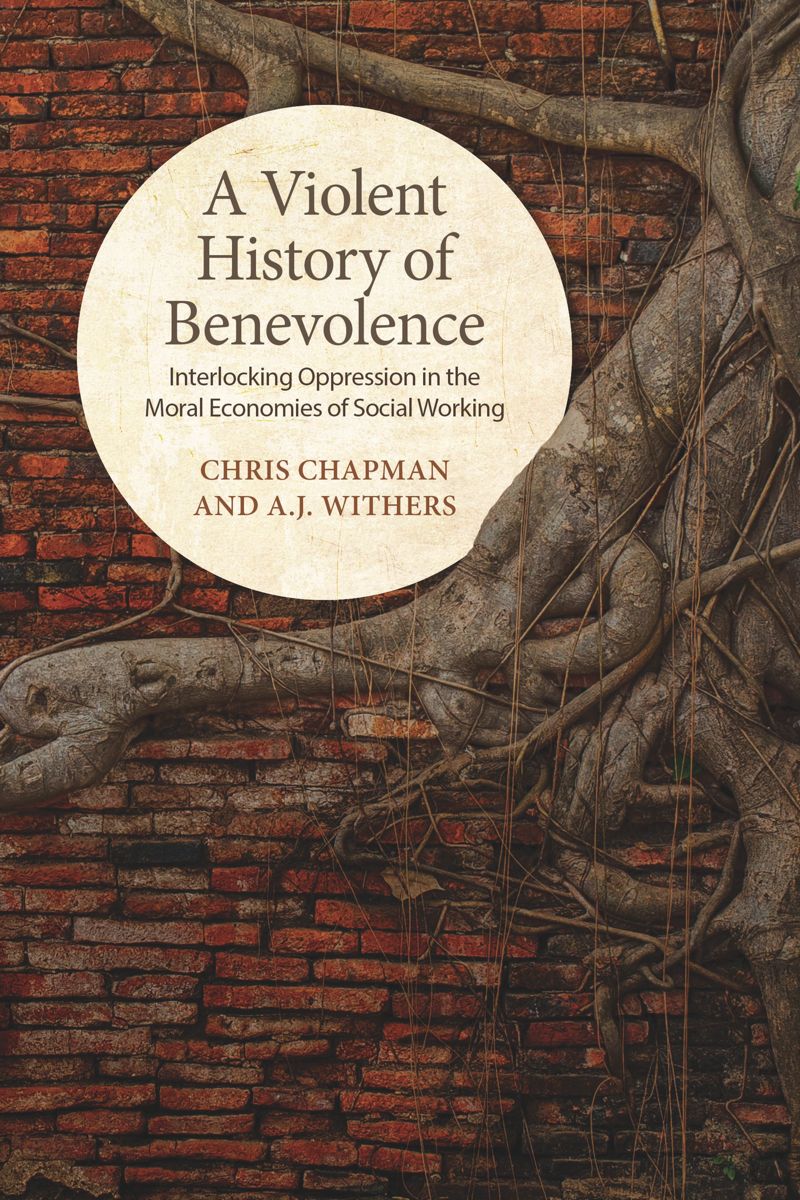 A Violent
History of
Benevolence
Interlocking Oppression in the
Moral Economies of Social Working
CHRIS CHAPMAN
AND A.J. WITHERS